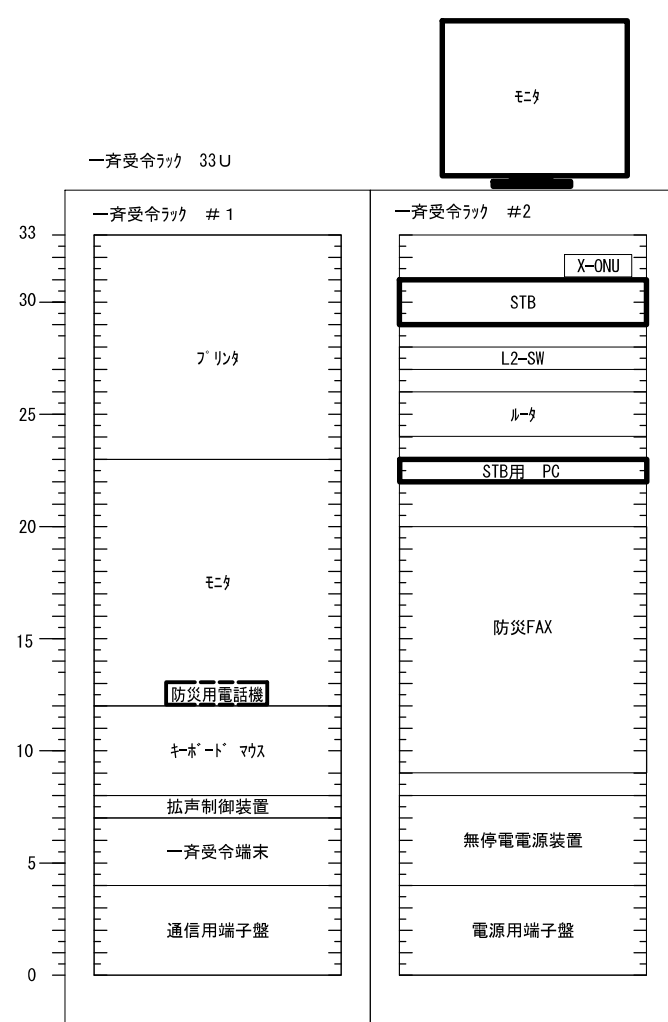 ﾓﾆﾀ
一斉受令ﾗｯｸ 33U
一斉受令ﾗｯｸ #1
一斉受令ﾗｯｸ #2
33
30
25
20
15
10
5
0
ﾌﾟﾘﾝﾀ
ﾓﾆﾀ
防災用電話機
ｷｰﾎﾞｰﾄﾞ ﾏｳｽ
拡声制御装置
一斉受令端末
通信用端子盤
X-ONU
STB
L2-SW
ﾙｰﾀ
STB用 PC
防災FAX
無停電電源装置
電源用端子盤